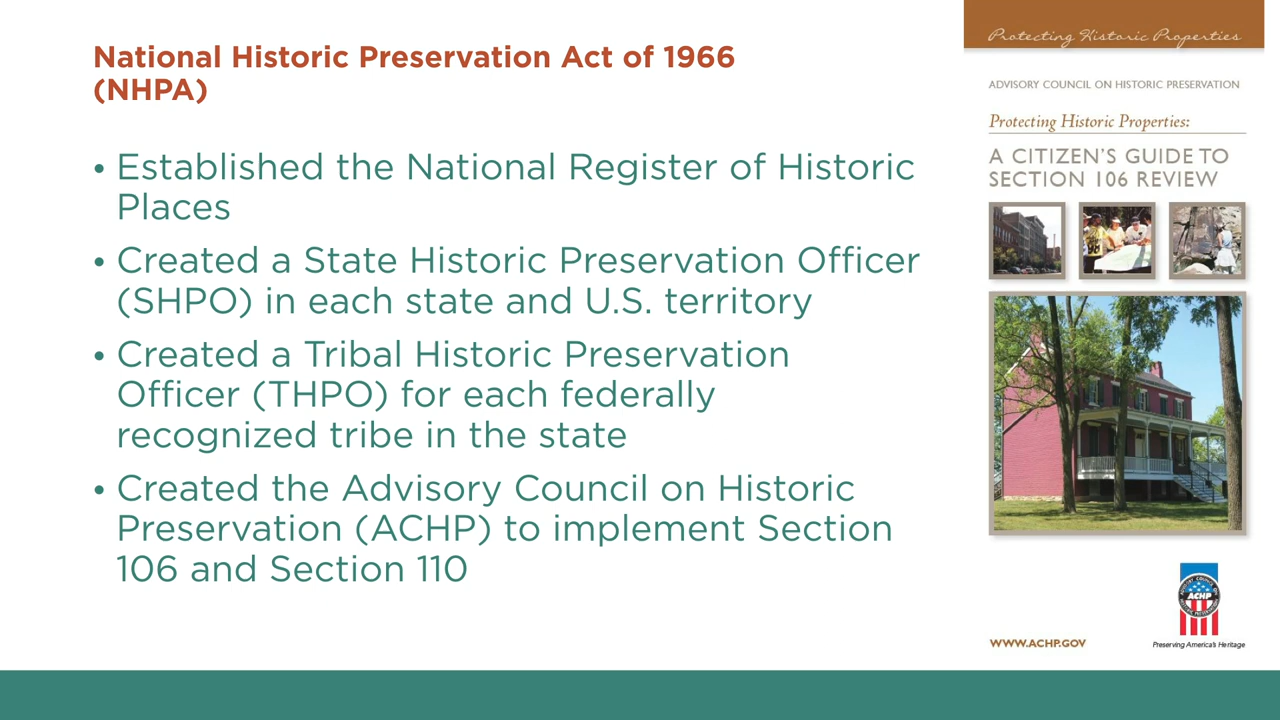 National Historic Preservation Act of 1966
(NHPA)
• Established the National Register of Historic
Places
• Created a State Historic Preservation Officer
(SHPO) in each state and U.S. territory
• Created a Tribal Historic Preservation
Officer (THPO) for each federally
recognized tribe in the state
• Created the Advisory Council on Historic
Preservation (ACHP) to implement Section
106 and Section 110
Protecting Historic Properties
ADVISORY COUNCIL ON HISTORIC PRESERVATION
Protecting Historic Properties:
A CITIZEN'S GUIDE TO
SECTION 106 REVIEW
ACHP
WWW.ACHP.GOV
Preserving America's Heritage